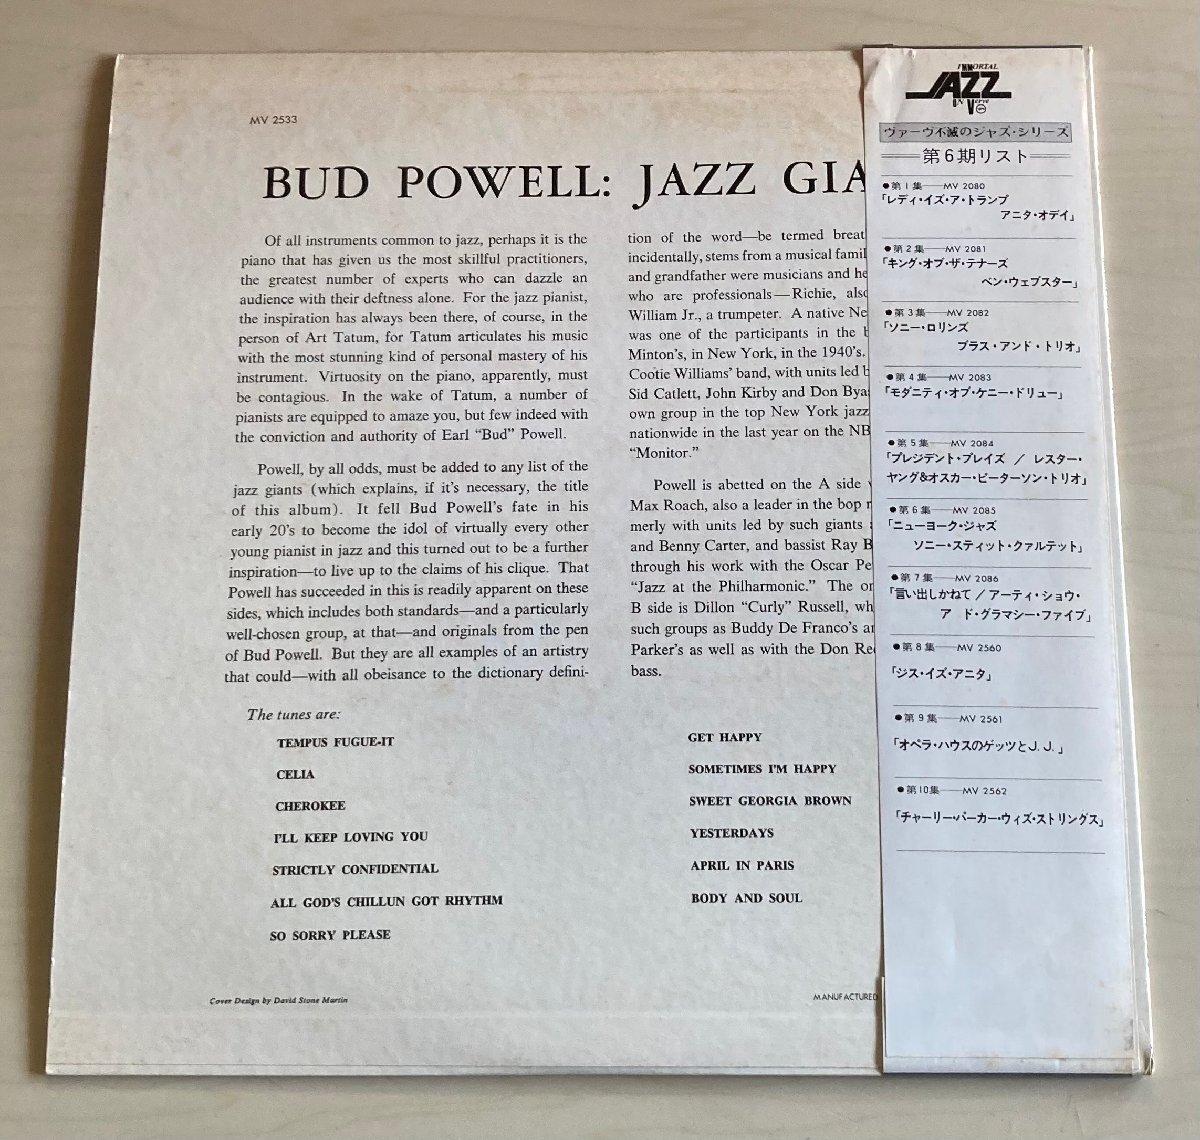 MV 2533
BUD POWELL: JAZZ GIA
Of all instruments common to jazz, perhaps it is the
piano that has given us the most skillful practitioners,
the greatest number of experts who can dazzle an
audience with their deftness alone. For the jazz pianist,
the inspiration has always been there, of course, in the
person of Art Tatum, for Tatum articulates his music
with the most stunning kind of personal mastery of his
instrument. Virtuosity on the piano, apparently, must
be contagious. In the wake of Tatum, a number of
pianists are equipped to amaze you, but few indeed with
the conviction and authority of Earl “Bud” Powell.
Powell, by all odds, must be added to any list of the
jazz giants (which explains, if it's necessary, the title
of this album). It fell Bud Powell's fate in his
early 20's to become the idol of virtually every other
young pianist in jazz and this turned out to be a further
inspiration—to live up to the claims of his clique. That
Powell has succeeded in this is readily apparent on these
sides, which includes both standards—and a particularly
well-chosen group, at that—and originals from the pen
of Bud Powell. But they are all examples of an artistry
that could—with all obeisance to the dictionary defini-
tion of the word—be termed breat
incidentally, stems from a musical famil
and grandfather were musicians and he
who are professionals—Richie, also
William Jr., a trumpeter. A native Ne
was one of the participants in the b
Minton's, in New York, in the 1940's.
Cootie Williams' band, with units led b
Sid Catlett, John Kirby and Don Bya
own group in the top New York jazz
nationwide in the last year on the NB
“Monitor.”
Powell is abetted on the A side
Max Roach, also a leader in the bop
merly with units led by such giants
and Benny Carter, and bassist Ray B
through his work with the Oscar Pe
“Jazz at the Philharmonic.” The or
B side is Dillon “Curly” Russell, wh
such groups as Buddy De Franco's an
Parker's as well as with the Don Re
bass.
The tunes are:
TEMPUS FUGUE-IT
CELIA
CHEROKEE
I'LL KEEP LOVING YOU
STRICTLY CONFIDENTIAL
ALL GOD'S CHILLUN GOT RHYTHM
SO SORRY PLEASE
GET HAPPY
SOMETIMES I'M HAPPY
SWEET GEORGIA BROWN
YESTERDAYS
APRIL IN PARIS
BODY AND SOUL
Cover Design by David Stone Martin
MANUFACTURED
IMMORTAL
JAZZ
ON Verve
ヴァーヴ不滅のジャズ・シリーズ
第6期リスト
●第1集——MV 2080
「レディ・イズ・ア・トランプ
アニタ・オデイ」
●第2集——MV 2081
「キング・オブ・ザ・テナーズ
ベン・ウェブスター」
●第3集——MV 2082
「ソニー・ロリンズ
ブラス・アンド・トリオ」
●第4集——MV 2083
「モダニティ・オブ・ケニー・ドリュー」
●第5集——MV 2084
「プレジデント・プレイズ / レスター・
ヤング&オスカー・ピーターソン・トリオ」
●第6集——MV 2085
「ニューヨーク・ジャズ
ソニー・スティット・クァルテット」
●第7集——MV 2086
「言い出しかねて / アーティ・ショウ・
ア ド・グラマシー・ファイブ」
●第8集——MV 2560
「ジス・イズ・アニタ」
●第9集——MV 2561
「オペラ・ハウスのゲッツとJ.J.」
●第10集——MV 2562
「チャーリー・パーカー・ウィズ・ストリングス」